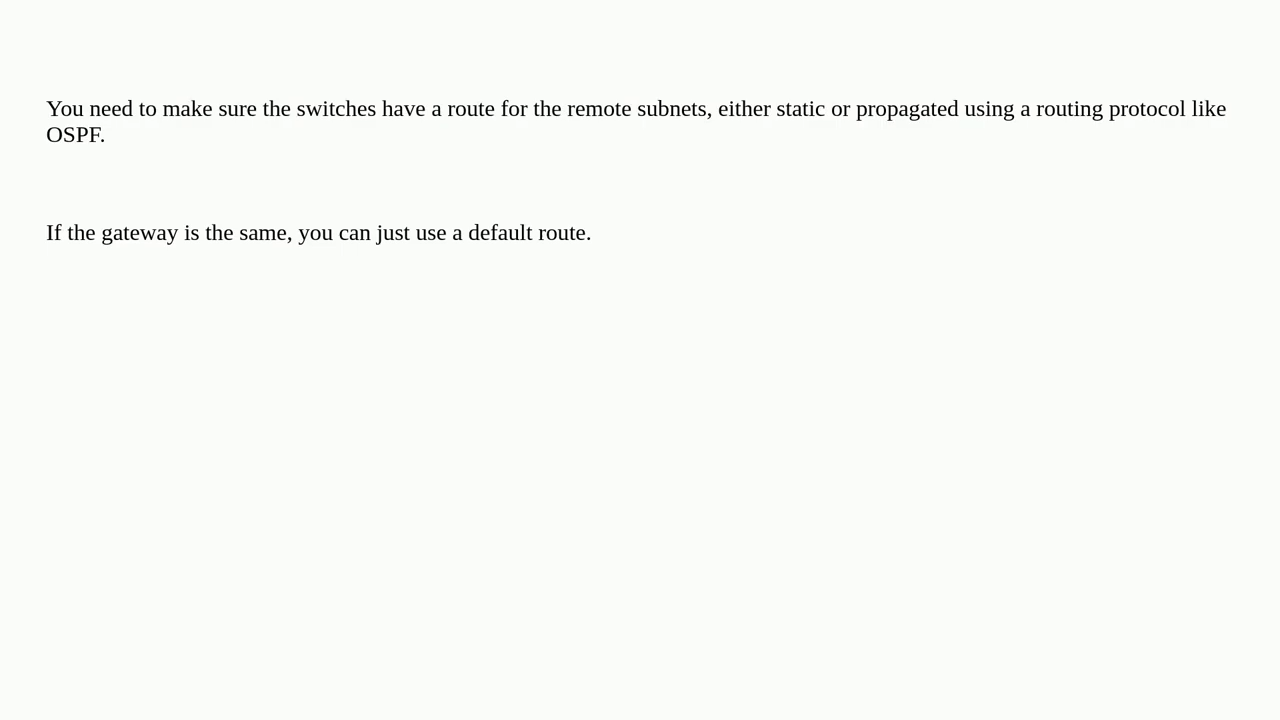 You need to make sure the switches have a route for the remote subnets, either static or propagated using a routing protocol like
OSPF.
If the gateway is the same, you can just use a default route.